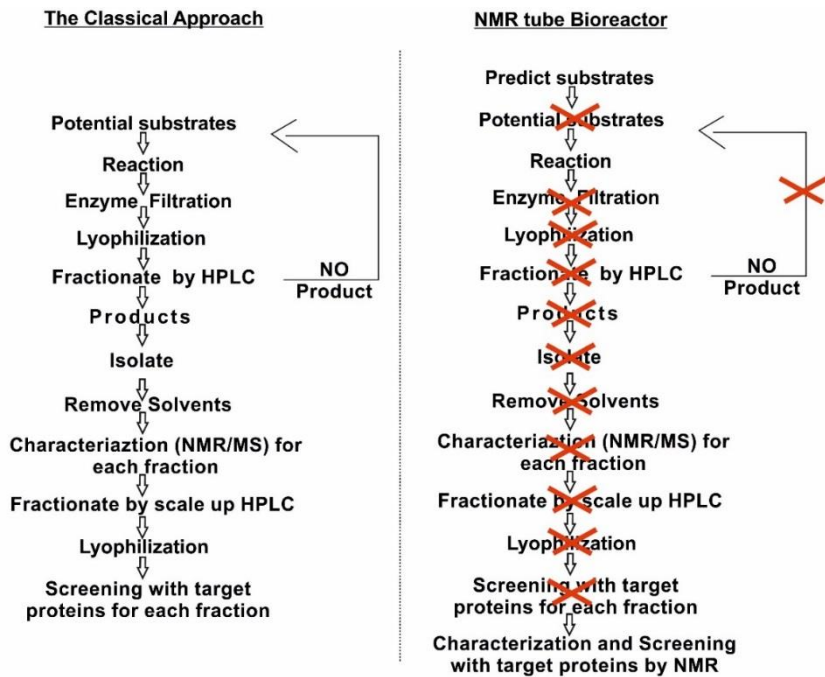 The Classical Approach
Potential substrates
Reaction
Enzyme Filtration
Lyophilization
Fractionate by HPLC
NO
Product
Products
Isolate
Remove Solvents
Characteriaztion (NMR/MS) for
each fraction
Fractionate by scale up HPLC
Lyophilization
Screening with target
proteins for each fraction
NMR tube Bioreactor
Predict substrates
Potential substrates
Reaction
Enzyme Filtration
Lyophilization
Fractionate by HPLC
NO
Product
Products
Isolate
Remove Solvents
Characteriaztion (NMR/MS) for
each fraction
Fractionate by scale up HPLC
Lyophilization
Screening with target
proteins for each fraction
Characterization and Screening
with target proteins by NMR